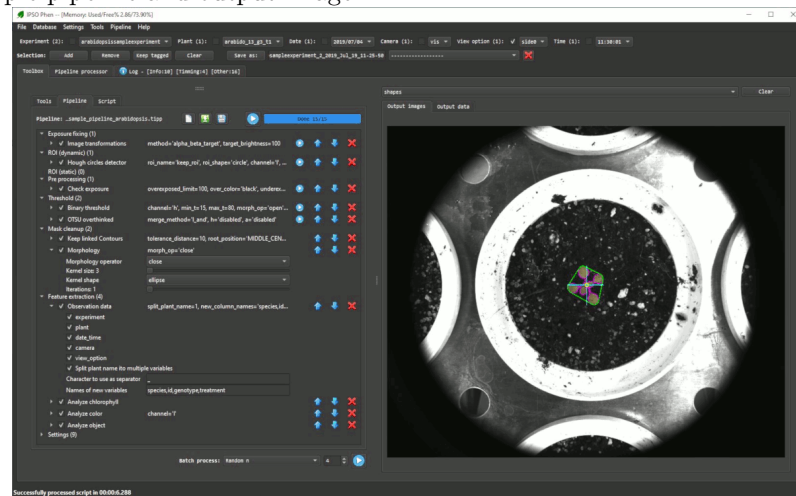 IPSO Phen -- [Memory: Used/Free% 2.86/73.90%]
File Database Settings Tools Pipeline Help
Experiment (2): arabidopsissampleexperiment Plant (1): arabido_13_g3_t1 Date (1): 2019/07/04 Camera (1): vis View option (1): side0 Time (1): 11:30:01
Selection: Add Remove Keep tagged Clear Save as: sampleexperiment_2_2019_Jul_19_11-25-50 ------------------
Toolbox Pipeline processor Log - [Info:10] [Timing:4] [Other:16]
shapes Clear
Tools Pipeline Script
Output images Output data
Pipeline: _sample_pipeline_arabidopsis.tipp Done 13/13
Exposure fixing (1)
Image transformations method='alpha_beta_target', target_brightness=100
ROI (dynamic) (1)
Hough circles detector roi_name='keep_roi', roi_shape='circle', channel='l', ...
ROI (static) (0)
Pre processing (1)
Check exposure overexposed_limit=100, over_color='black', underex...
Threshold (2)
Binary threshold channel='h', min_t=15, max_t=80, morph_op='open'
OTSU overthinked merge_method='l_and', h='disabled', a='disabled'
Mask cleanup (2)
Keep linked Contours tolerance_distance=10, root_position='MIDDLE_CEN...
Morphology morph_op='close'
Morphology operator close
Kernel size: 3
Kernel shape ellipse
Iterations: 1
Feature extraction (4)
Observation data split_plant_name=1, new_column_names='species,id...
experiment
plant
date_time
camera
view_option
Split plant name ito multiple variables
Character to use as separator _
Names of new variables species,id,genotype,treatment
Analyze chlorophyll
Analyze color channel='l'
Analyze object
Settings (9)
Batch process: Random n 4
Successfully processed script in 00:00:6.288